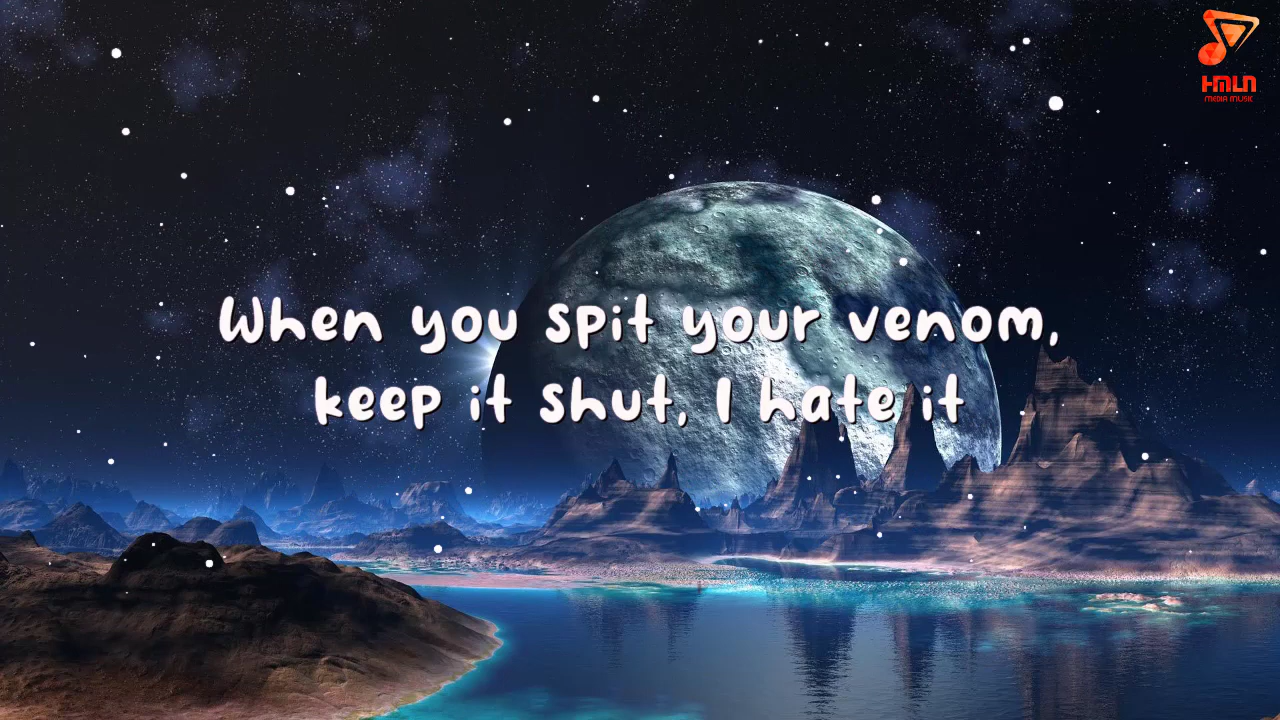 HMLN
MEDIA MUSIC
When you spit your venom,
keep it shut, I hate it